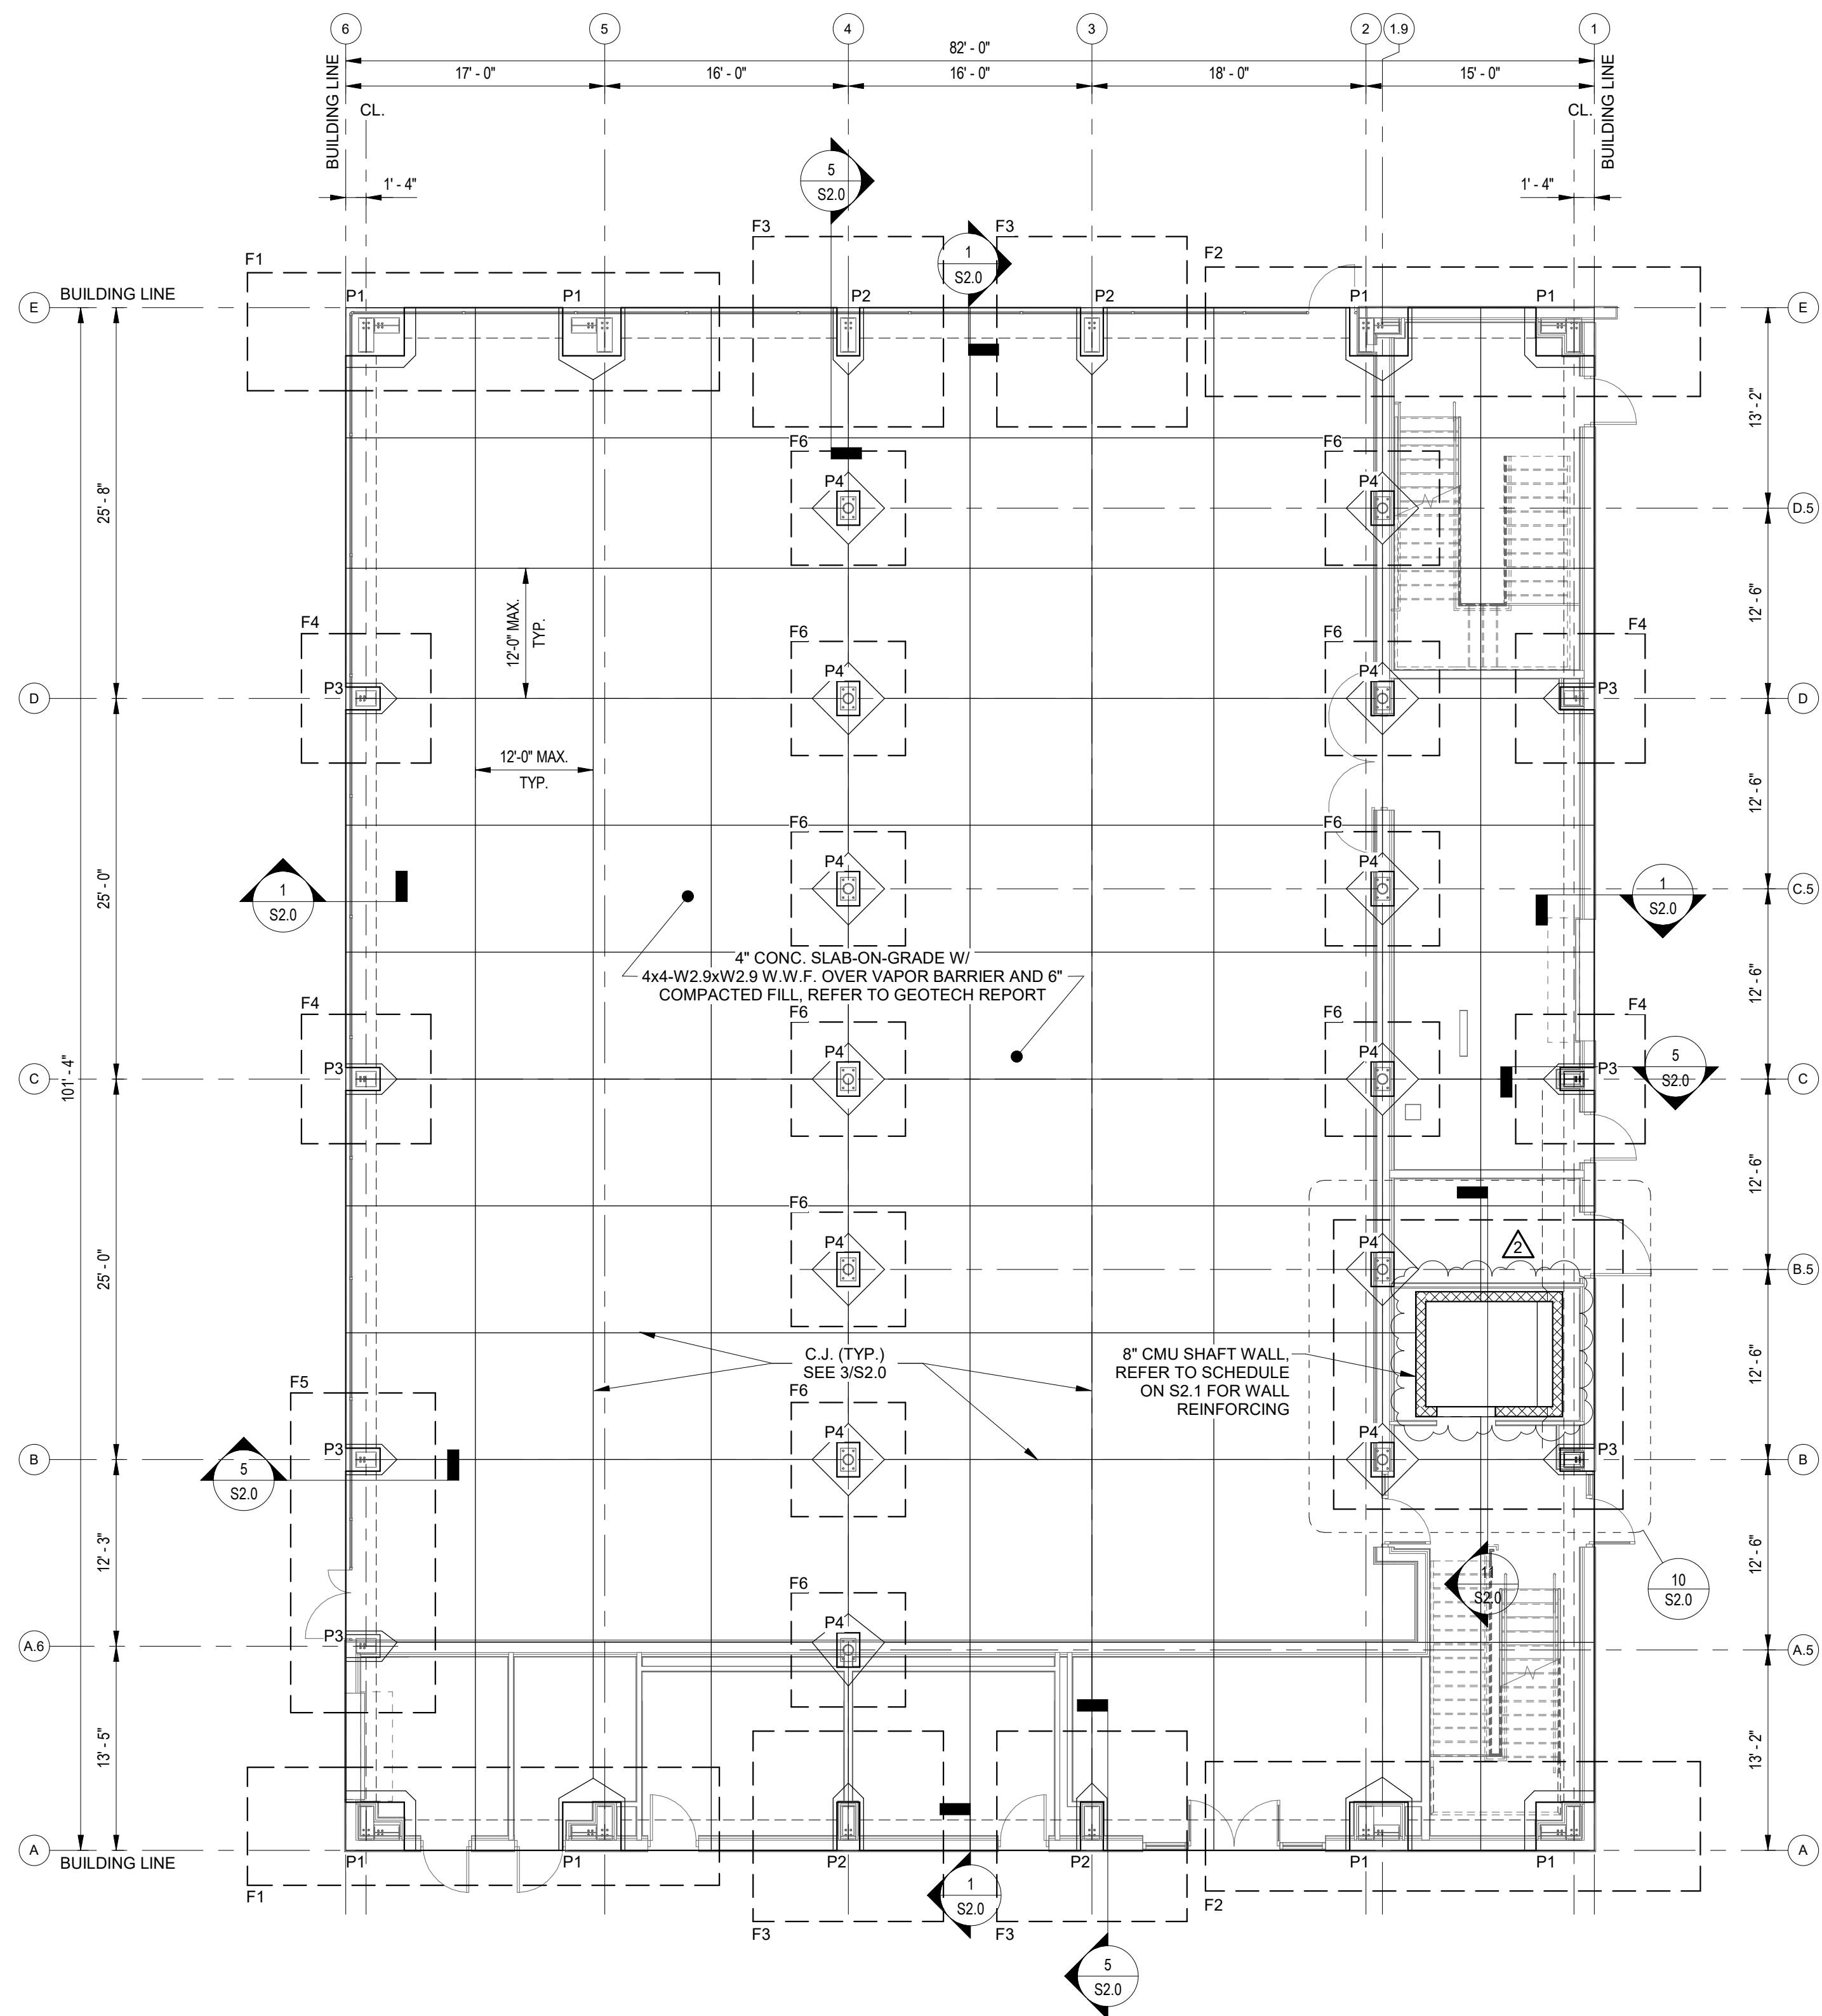 6 5 4 3 2 1.9 1
82' - 0"
17' - 0" 16' - 0" 16' - 0" 18' - 0" 15' - 0"
BUILDING LINE
CL.
CL.
BUILDING LINE
1' - 4"
1' - 4"
5
S2.0
1
S2.0
F3
F3
F1
F2
E
BUILDING LINE
P1 P1 P2 P2 P1 P1
E
13' - 2"
25' - 8"
F6
F6
P4
P4
D.5
12'-0" MAX.
TYP.
12' - 6"
F4
F6
F6
F4
D
P3
P4
P4
P3
D
12'-0" MAX.
TYP.
12' - 6"
F6
F6
P4
P4
C.5
1
S2.0
25' - 0"
1
S2.0
4" CONC. SLAB-ON-GRADE W/
4x4-W2.9xW2.9 W.W.F. OVER VAPOR BARRIER AND 6"
COMPACTED FILL, REFER TO GEOTECH REPORT
12' - 6"
F4
F6
F6
F4
C
101' - 4"
P3
P4
P4
P3
5
S2.0
C
12' - 6"
F6
P4
P4
2
B.5
25' - 0"
C.J. (TYP.)
SEE 3/S2.0
8" CMU SHAFT WALL,
REFER TO SCHEDULE
ON S2.1 FOR WALL
REINFORCING
12' - 6"
F5
F6
B
P3
P4
P4
P3
B
5
S2.0
12' - 3"
12' - 6"
11
S2.0
10
S2.0
F6
A.6
P3
P4
A.5
13' - 5"
13' - 2"
A
BUILDING LINE
P1 P1 P2 P2 P1 P1
A
F1
F2
1
S2.0
F3
F3
5
S2.0